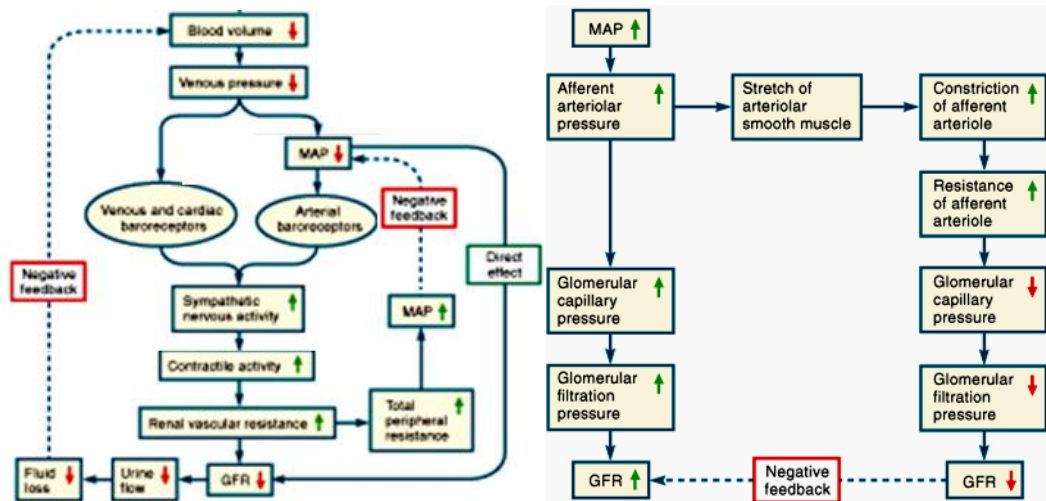 Blood volume
Venous pressure
MAP
Venous and cardiac
baroreceptors
Arterial
baroreceptors
Negative
feedback
Direct
effect
Negative
feedback
Sympathetic
nervous activity
MAP
Contractile activity
Renal vascular resistance
Total
peripheral
resistance
Fluid
loss
Urine
flow
GFR
MAP
Afferent
arteriolar
pressure
Stretch of
arteriolar
smooth muscle
Constriction
of afferent
arteriole
Resistance
of afferent
arteriole
Glomerular
capillary
pressure
Glomerular
capillary
pressure
Glomerular
filtration
pressure
Glomerular
filtration
pressure
GFR
Negative
feedback
GFR